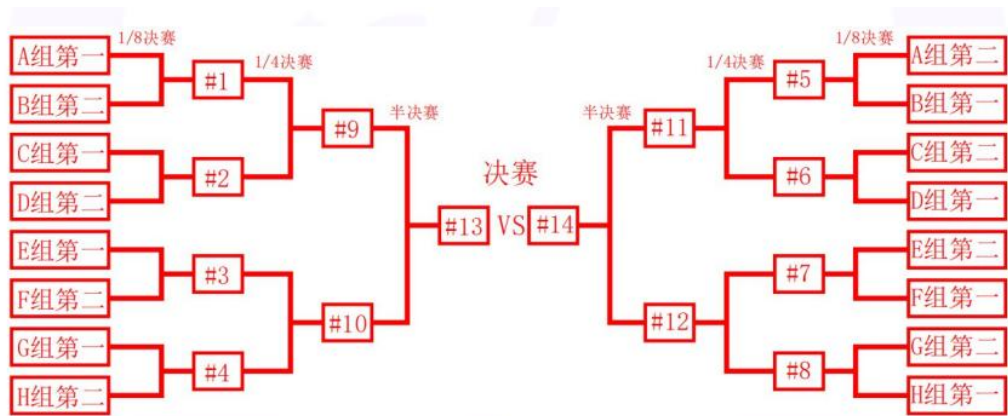 1/8决赛
A组第一
#1
1/4决赛
B组第二
#9
半决赛
C组第一
#2
D组第二
E组第一
#3
F组第二
#10
G组第一
#4
H组第二
决赛
#13 VS #14
半决赛
#11
1/4决赛
#5
1/8决赛
A组第二
B组第一
#6
C组第二
D组第一
#12
#7
E组第二
F组第一
#8
G组第二
H组第一